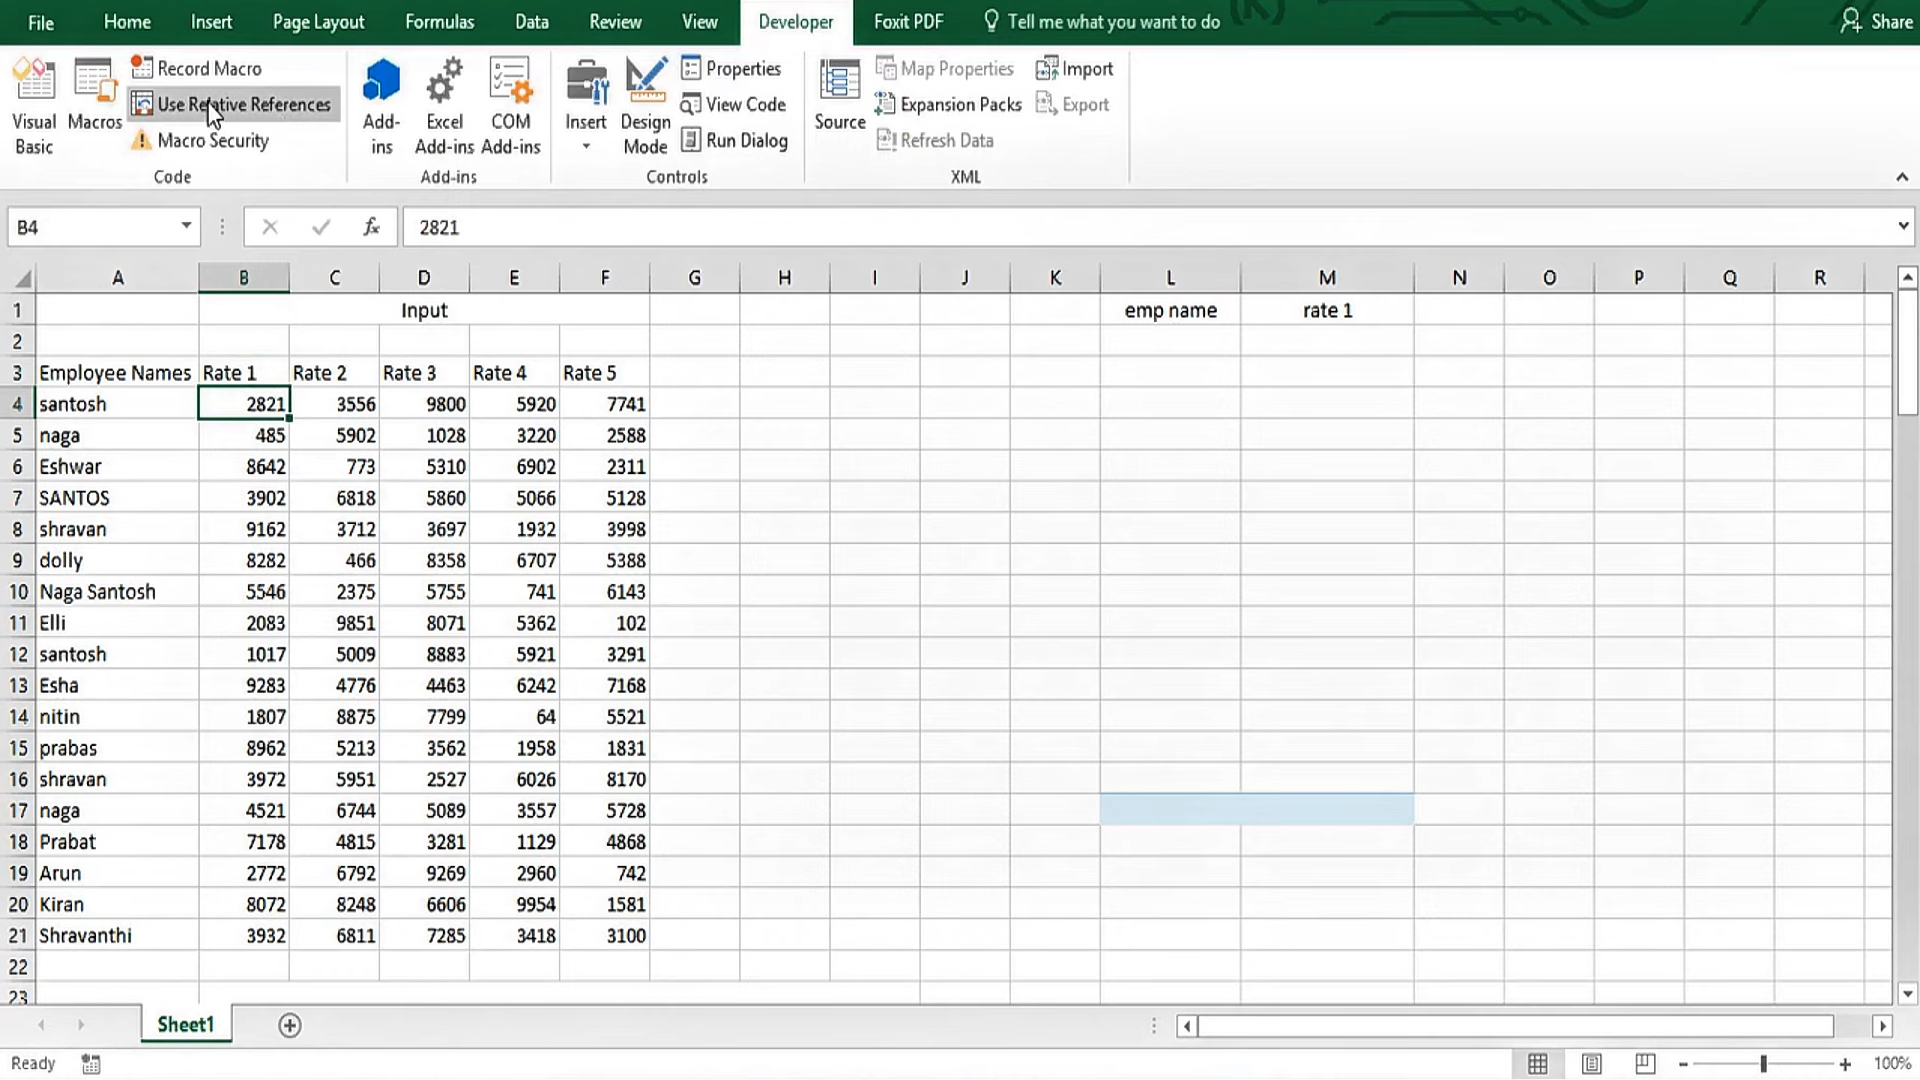 File Home Insert Page Layout Formulas Data Review View Developer Foxit PDF Tell me what you want to do Share
Visual Basic
Macros
Record Macro
Use Relative References
Macro Security
Code
Add-ins
Excel Add-ins
COM Add-ins
Add-ins
Insert
Design Mode
Properties
View Code
Run Dialog
Controls
Source
Map Properties
Expansion Packs
Refresh Data
Import
Export
XML
B4 fx 2821
A B C D E F G H I J K L M N O P Q R
1 Input emp name rate 1
2
3 Employee Names Rate 1 Rate 2 Rate 3 Rate 4 Rate 5
4 santosh 2821 3556 9800 5920 7741
5 naga 485 5902 1028 3220 2588
6 Eshwar 8642 773 5310 6902 2311
7 SANTOS 3902 6818 5860 5066 5128
8 shravan 9162 3712 3697 1932 3998
9 dolly 8282 466 8358 6707 5388
10 Naga Santosh 5546 2375 5755 741 6143
11 Elli 2083 9851 8071 5362 102
12 santosh 1017 5009 8883 5921 3291
13 Esha 9283 4776 4463 6242 7168
14 nitin 1807 8875 7799 64 5521
15 prabas 8962 5213 3562 1958 1831
16 shravan 3972 5951 2527 6026 8170
17 naga 4521 6744 5089 3557 5728
18 Prabat 7178 4815 3281 1129 4868
19 Arun 2772 6792 9269 2960 742
20 Kiran 8072 8248 6606 9954 1581
21 Shravanthi 3932 6811 7285 3418 3100
22
23
Sheet1
Ready 100%